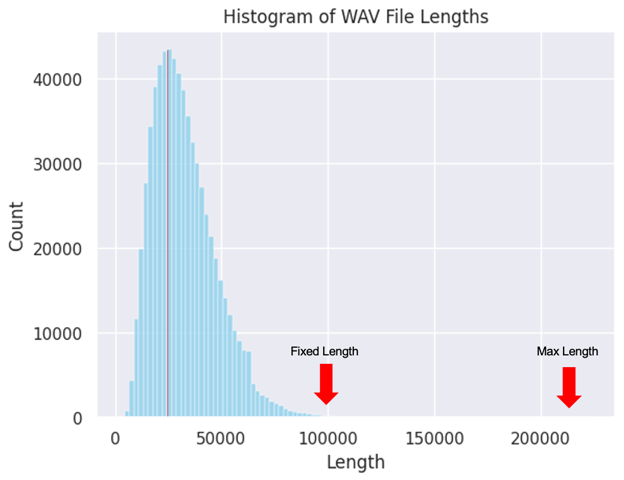 Histogram of WAV File Lengths
Count
40000
30000
20000
10000
0
Fixed Length
Max Length
0 50000 100000 150000 200000
Length